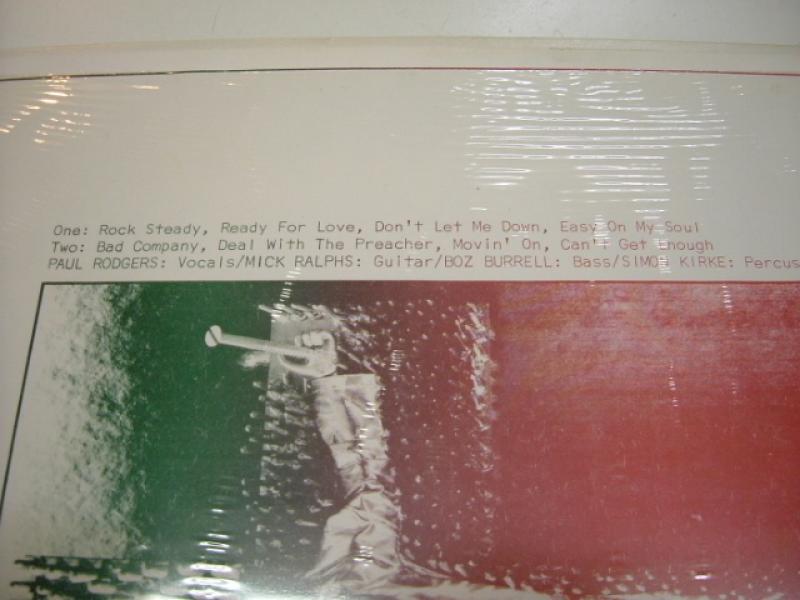 One: Rock Steady, Ready For Love, Don't Let Me Down, Easy On My Soul
Two: Bad Company, Deal With The Preacher, Movin' On, Can't Get Enough
PAUL RODGERS: Vocals/MICK RALPHS: Guitar/BOZ BURRELL: Bass/SIMON KIRKE: Percus